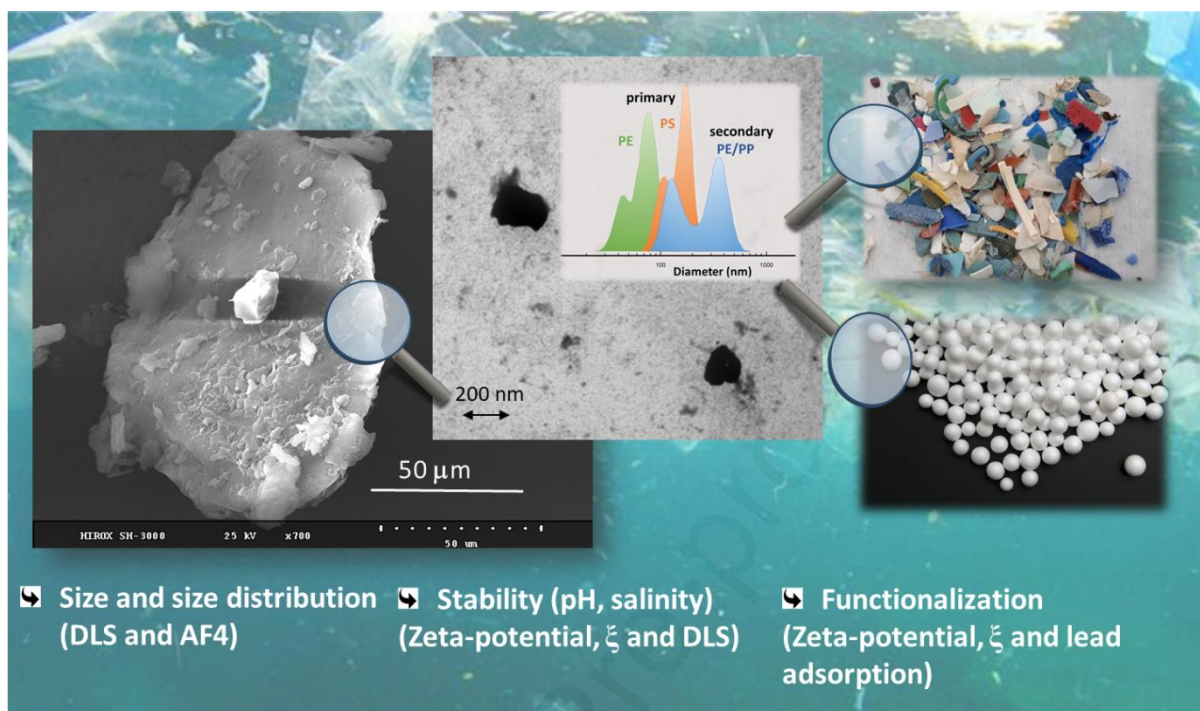 primary
PE
PS
secondary
PE/PP
100
1000
Diameter (nm)
200 nm
50 μm
HIROX SH-3000 25 kV x700
50 um
Size and size distribution
(DLS and AF4)
Stability (pH, salinity)
(Zeta-potential, ξ and DLS)
Functionalization
(Zeta-potential, ξ and lead
adsorption)